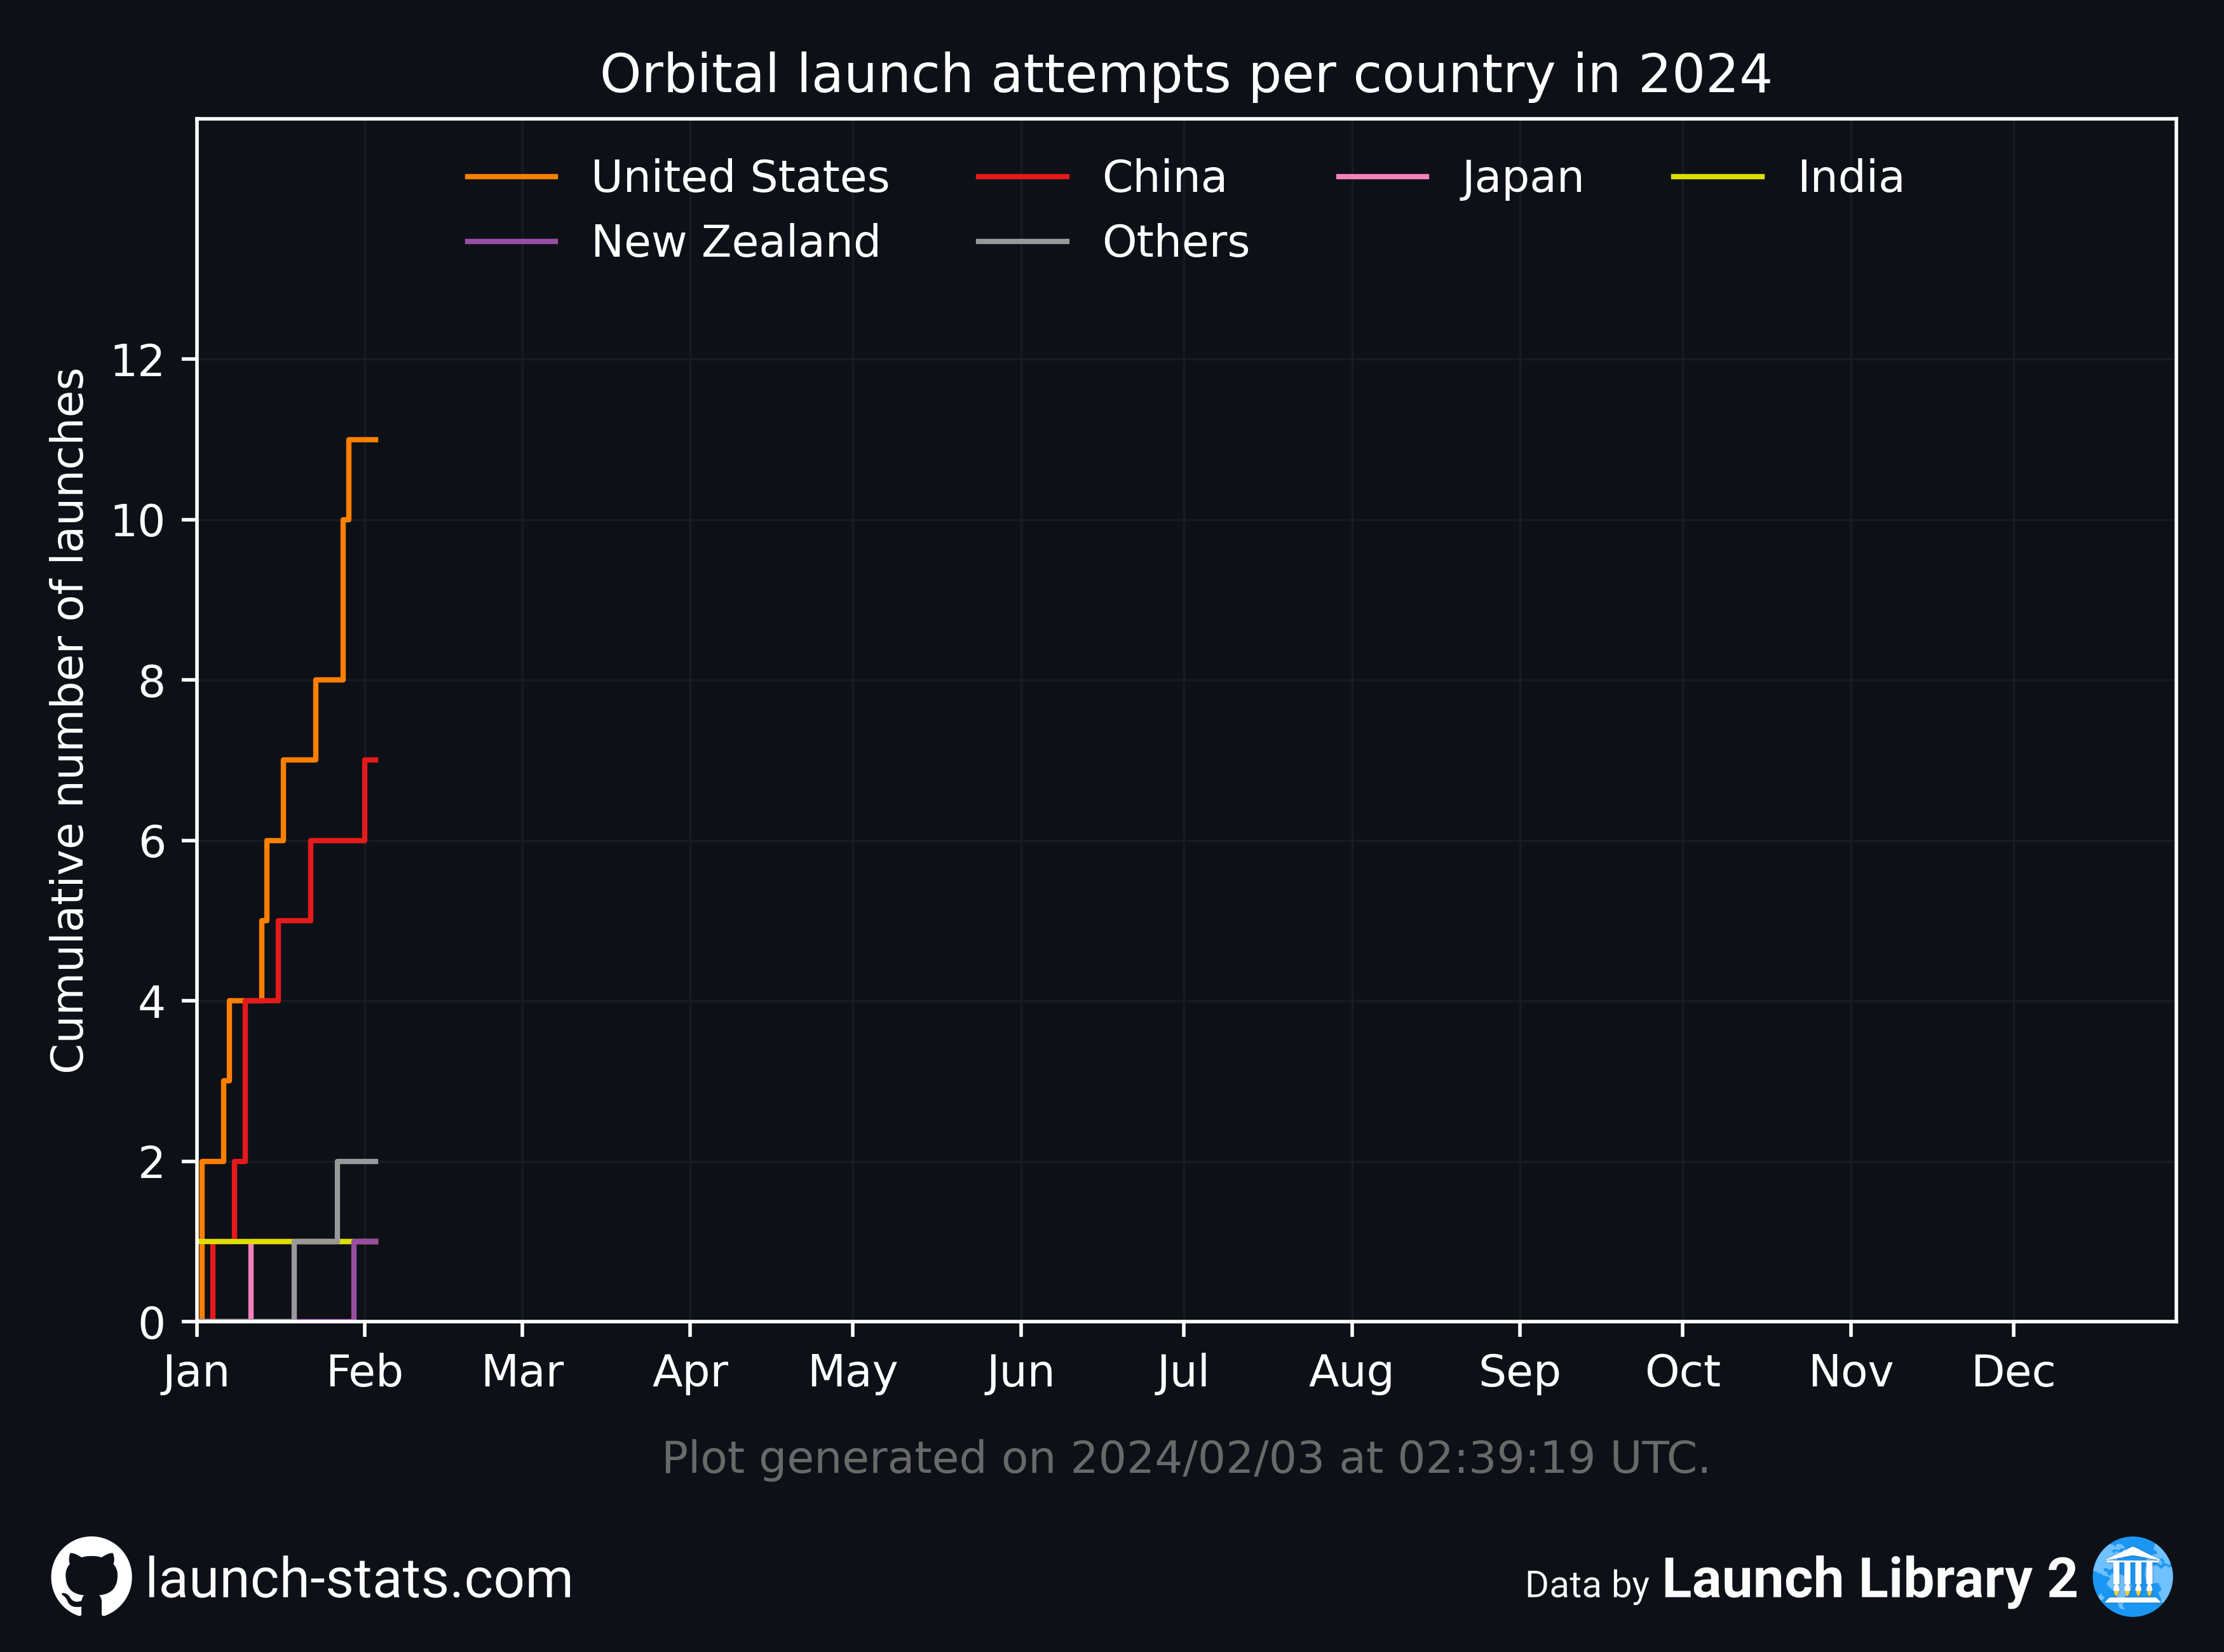 Orbital launch attempts per country in 2024
United States China Japan India
New Zealand Others
Cumulative number of launches
12
10
8
6
4
2
0
Jan Feb Mar Apr May Jun Jul Aug Sep Oct Nov Dec
Plot generated on 2024/02/03 at 02:39:19 UTC.
launch-stats.com
Data by Launch Library 2